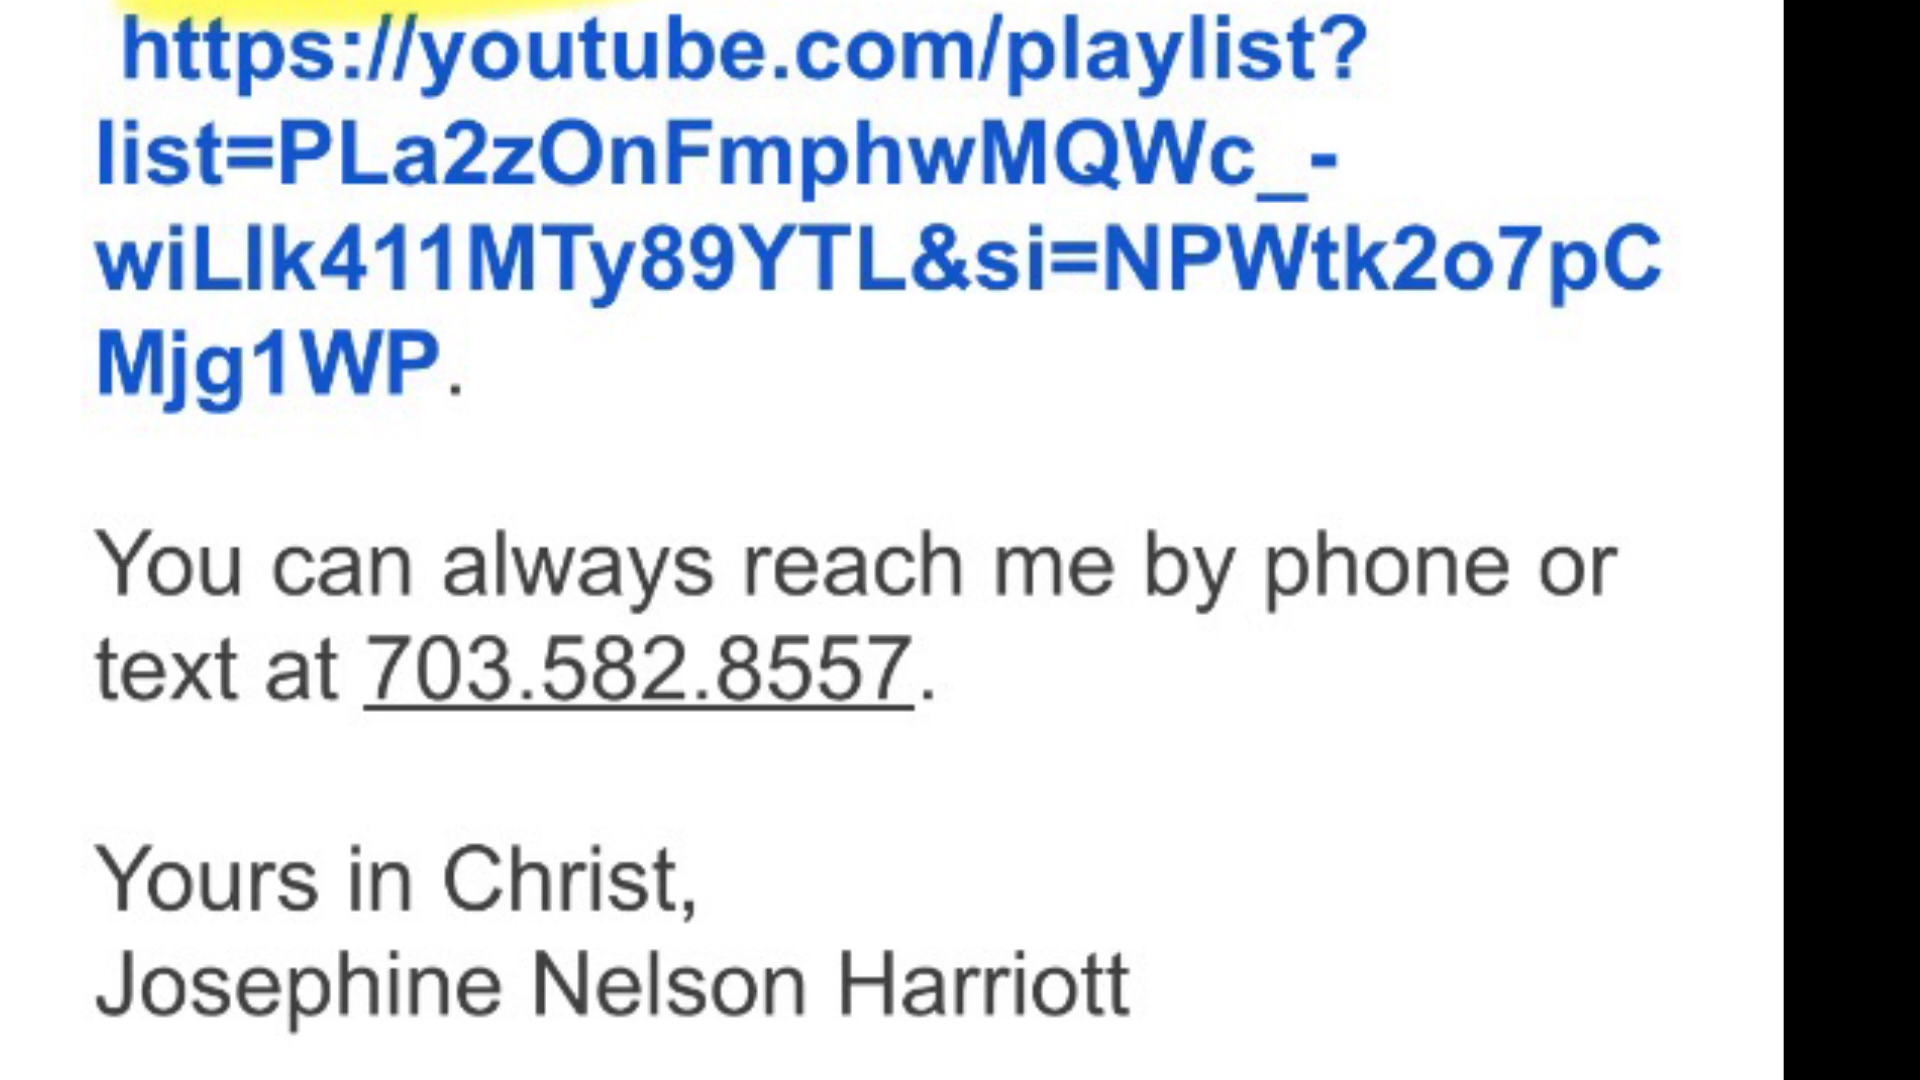 https://youtube.com/playlist?
list=PLa2zOnFmphwMQWc_-
wiLlk411MTy89YTL&si=NPWtk2o7pC
Mjg1WP.
You can always reach me by phone or
text at 703.582.8557.
Yours in Christ,
Josephine Nelson Harriott